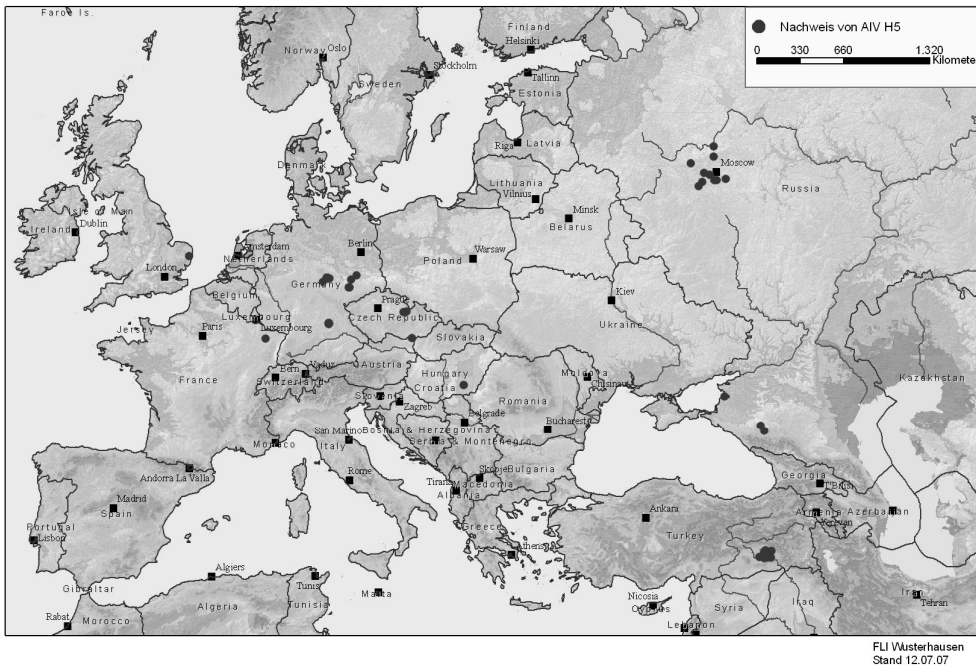 Faroe Is.
Nachweis von AIV H5
0 330 660 1.320
Kilomete
Finland
Helsinki
Norway
Oslo
Stockholm
Sweden
Tallinn
Estonia
Riga
Latvia
Denmark
Moscow
Russia
Lithuania
Vilnius
Minsk
Belarus
Isle of Man
Ireland
Dublin
Amsterdam
Netherlands
Berlin
Warsaw
Poland
London
Germany
Belgium
Kiev
Prague
Luxembourg
Czech Republic
Ukraine
Jersey
Paris
Luxembourg
Slovakia
Vaduz
Austria
Bern
Switzerland
Hungary
Moldova
Chisinau
Kazakhstan
France
Croatia
Slovenia
Zagreb
Romania
Belgrade
Bucharest
San Marino
Bosnia & Herzegovina
Monaco
Italy
Serbia & Montenegro
Andorra La Valla
Rome
Skopje
Bulgaria
Georgia
T'Bilisi
Tirana
Macedonia
Albania
Madrid
Spain
Portugal
Lisbon
Ankara
Armenia
Azerbaijan
Yerevan
Greece
Turkey
Athens
Algiers
Tunis
Gibraltar
Malta
Nicosia
Cyprus
Syria
Iraq
Iran
Tehran
Algeria
Tunisia
Rabat
Morocco
Lebanon
FLI Wusterhausen
Stand 12.07.07